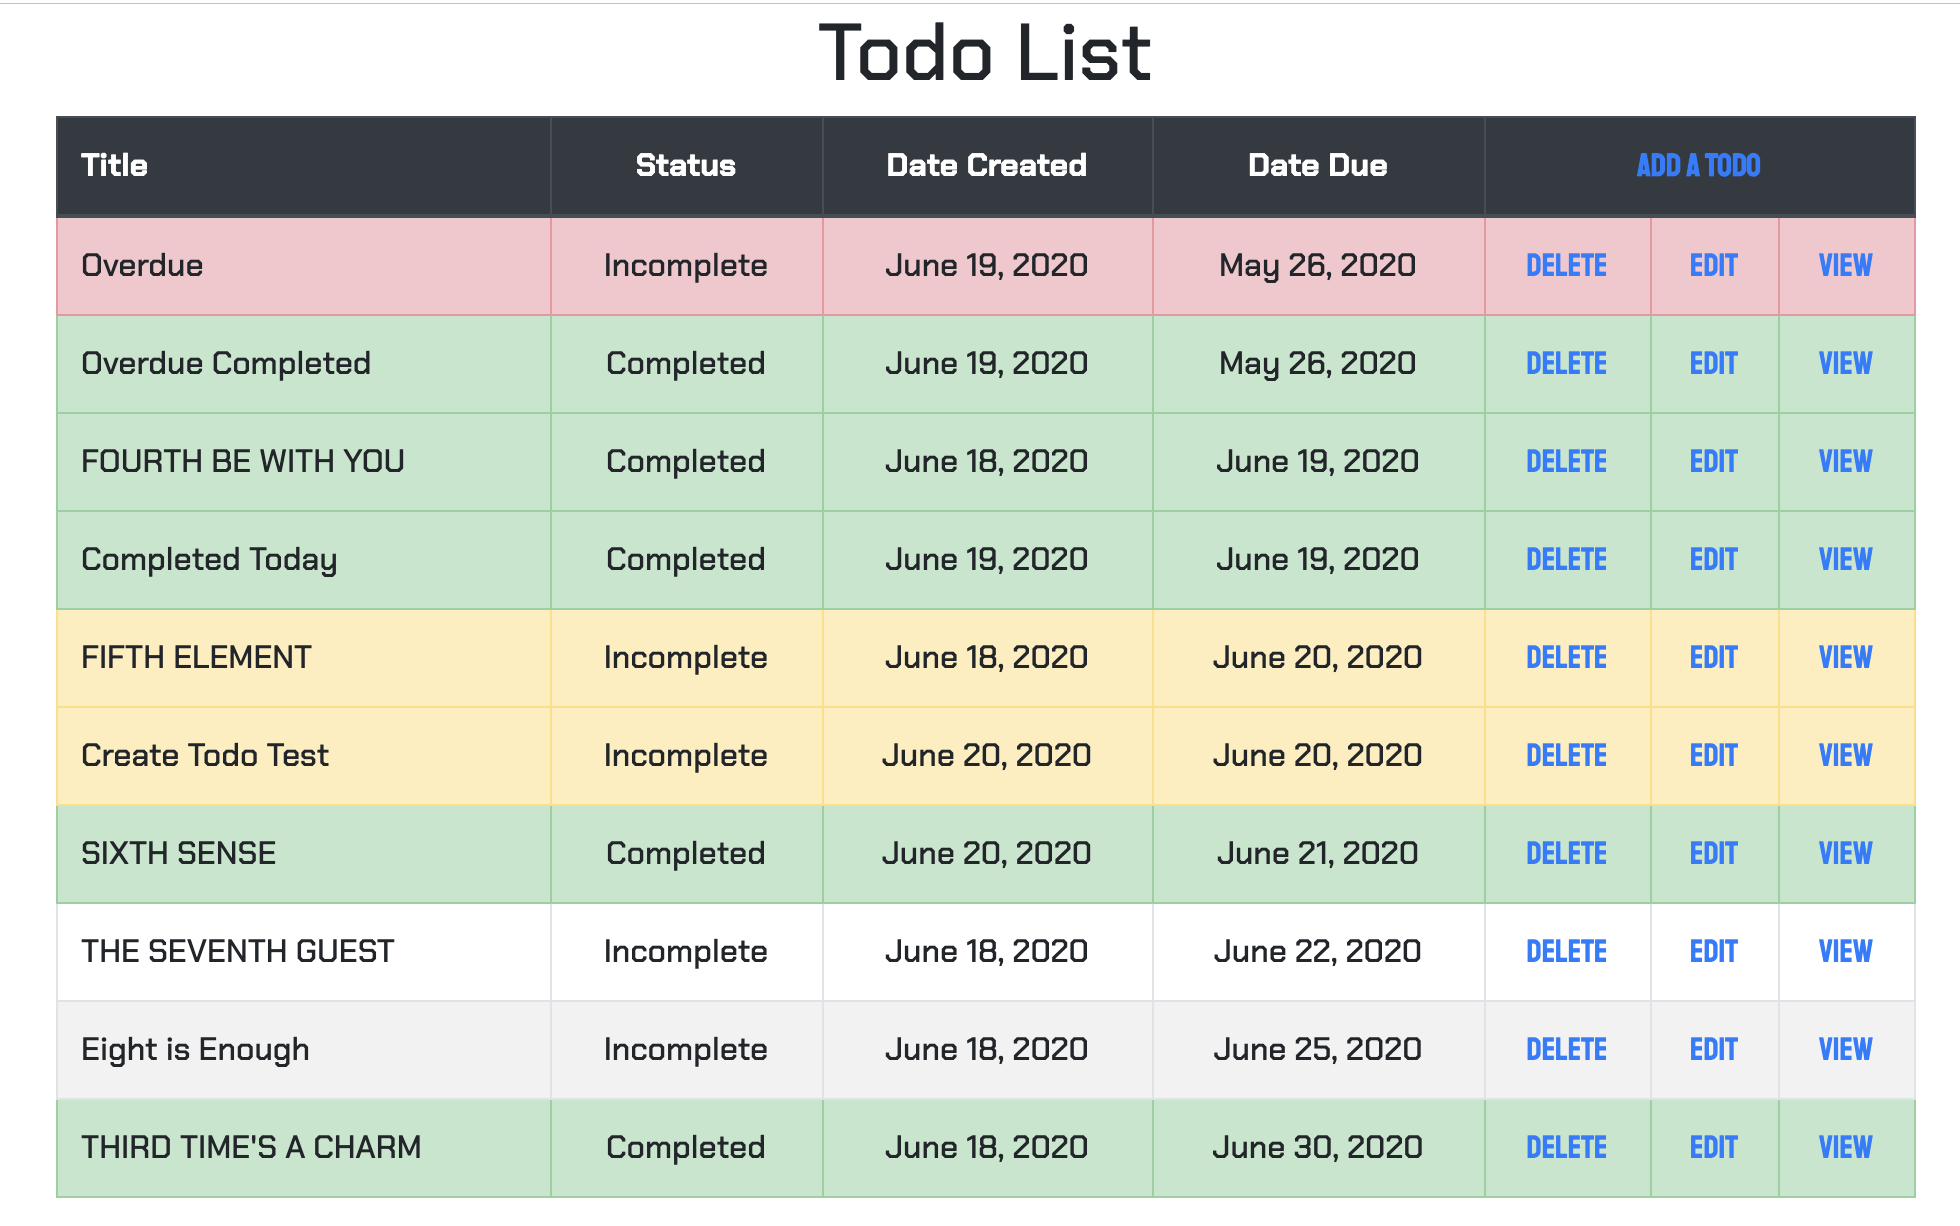 Todo List
Title Status Date Created Date Due ADD A TODO
Overdue Incomplete June 19, 2020 May 26, 2020 DELETE EDIT VIEW
Overdue Completed Completed June 19, 2020 May 26, 2020 DELETE EDIT VIEW
FOURTH BE WITH YOU Completed June 18, 2020 June 19, 2020 DELETE EDIT VIEW
Completed Today Completed June 19, 2020 June 19, 2020 DELETE EDIT VIEW
FIFTH ELEMENT Incomplete June 18, 2020 June 20, 2020 DELETE EDIT VIEW
Create Todo Test Incomplete June 20, 2020 June 20, 2020 DELETE EDIT VIEW
SIXTH SENSE Completed June 20, 2020 June 21, 2020 DELETE EDIT VIEW
THE SEVENTH GUEST Incomplete June 18, 2020 June 22, 2020 DELETE EDIT VIEW
Eight is Enough Incomplete June 18, 2020 June 25, 2020 DELETE EDIT VIEW
THIRD TIME'S A CHARM Completed June 18, 2020 June 30, 2020 DELETE EDIT VIEW